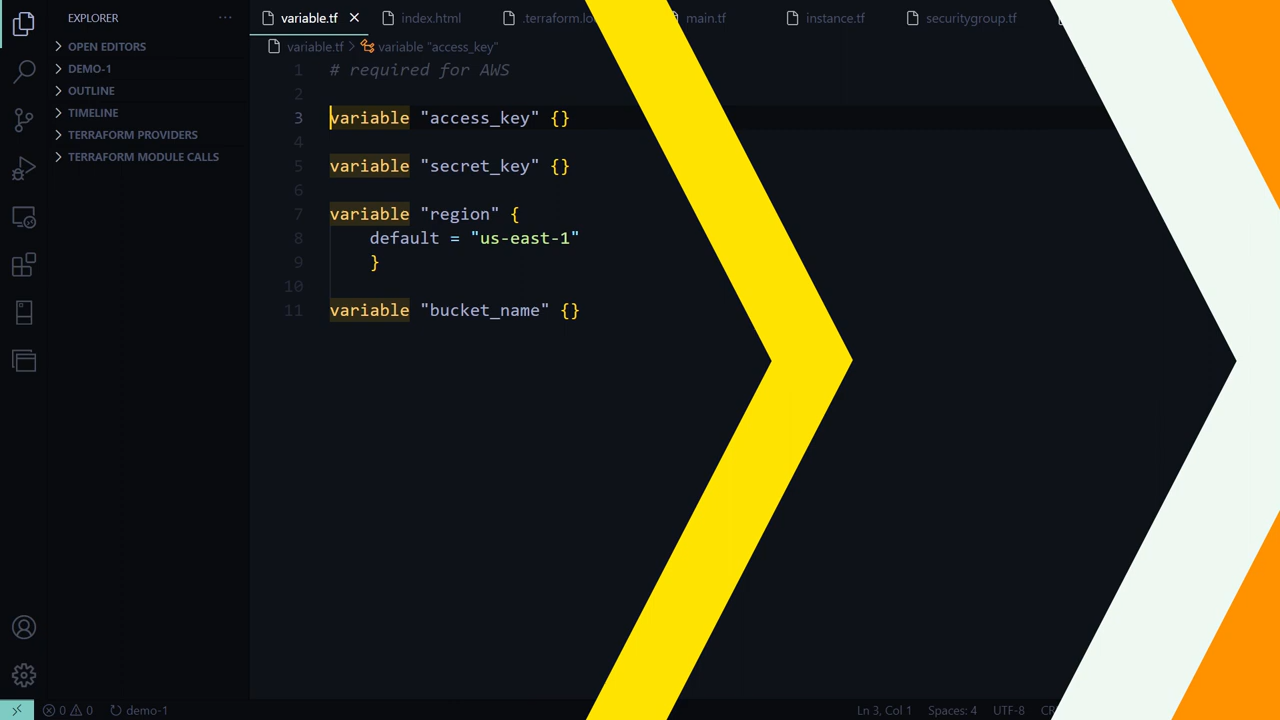 EXPLORER
···
OPEN EDITORS
DEMO-1
OUTLINE
TIMELINE
TERRAFORM PROVIDERS
TERRAFORM MODULE CALLS
variable.tf
index.html
.terraform.lo
main.tf
instance.tf
securitygroup.tf
variable.tf > variable "access_key"
1 # required for AWS
2
3 variable "access_key" {}
4
5 variable "secret_key" {}
6
7 variable "region" {
8 default = "us-east-1"
9 }
10
11 variable "bucket_name" {}
0 0 demo-1
Ln 3, Col 1 Spaces: 4 UTF-8 CR